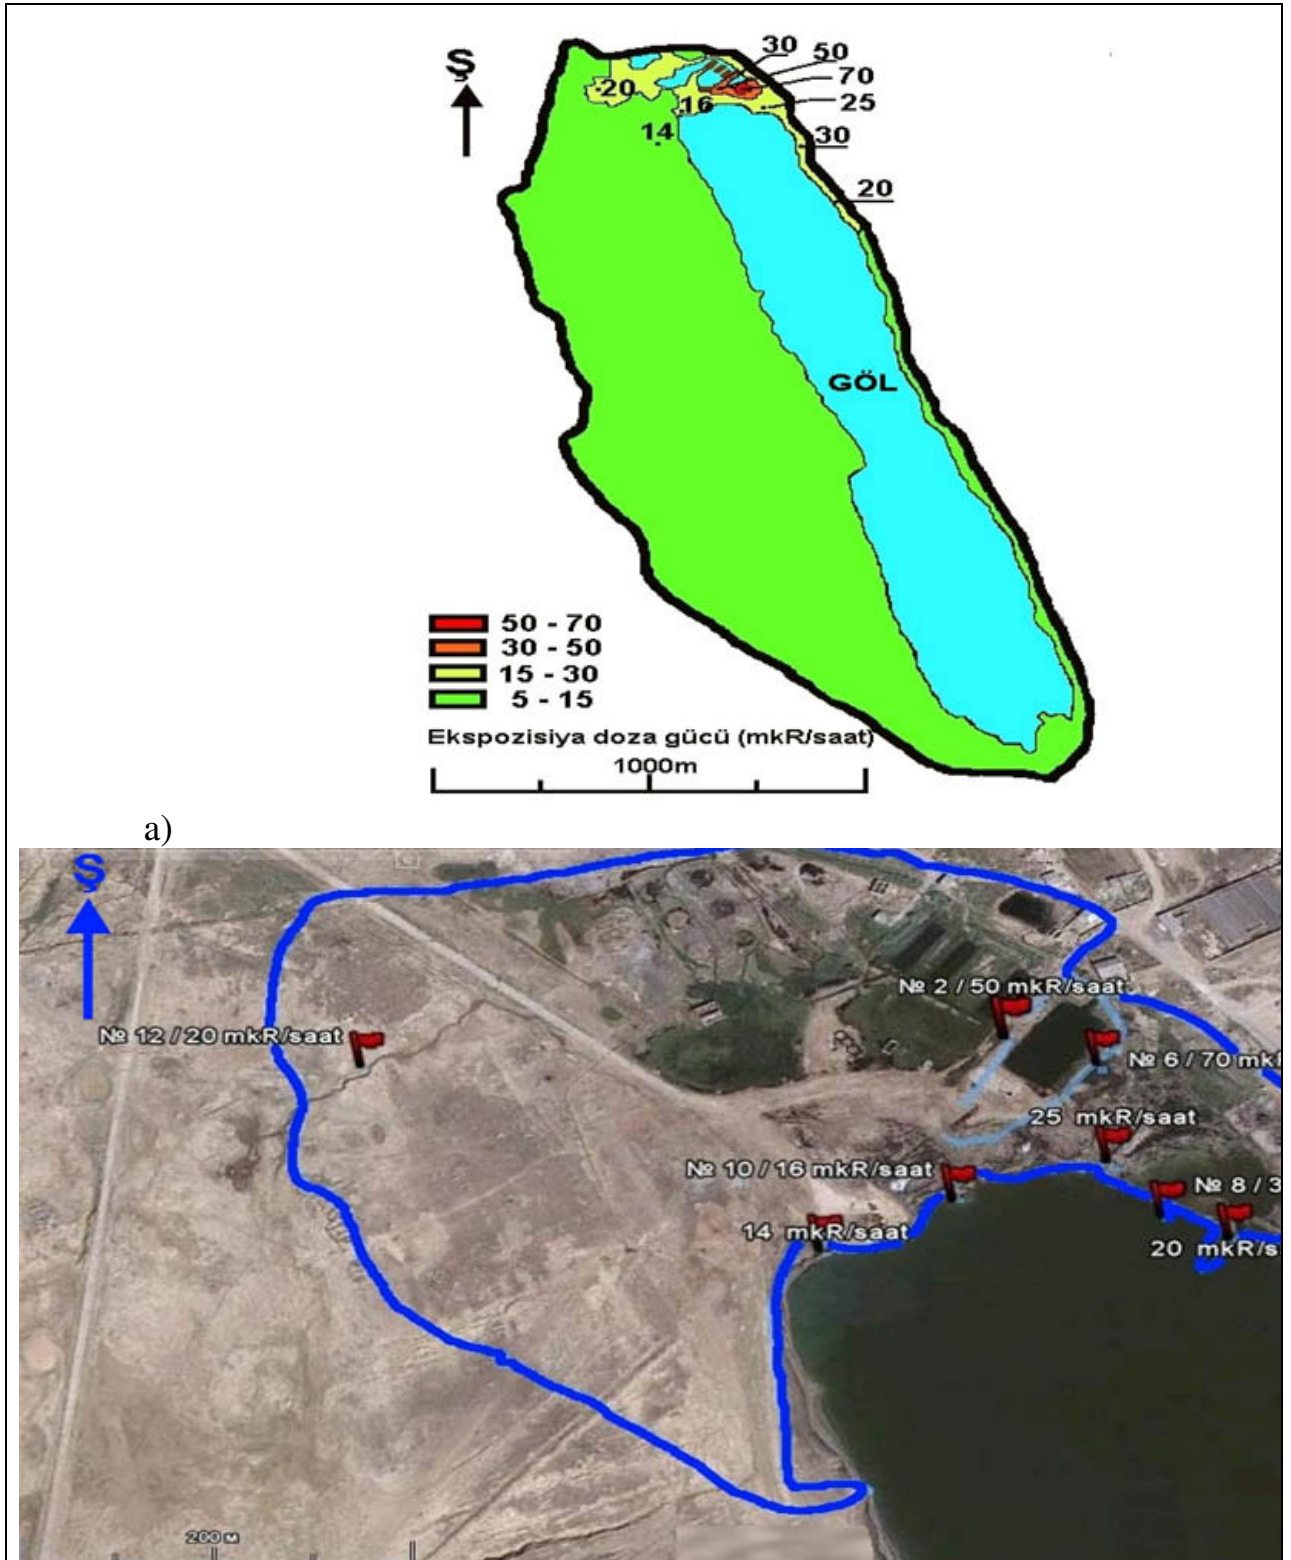 Ş
30
50
70
20
16
25
14
30
20
GÖL
50 - 70
30 - 50
15 - 30
5 - 15
Ekspozisiya doza gücü (mkR/saat)
1000m
a)
Ş
№ 2 / 50 mkR/saat
№ 12 / 20 mkR/saat
№ 6 / 70 mk
25 mkR/saat
№ 10 / 16 mkR/saat
№ 8 / 3
14 mkR/saat
20 mkR/s
200 м